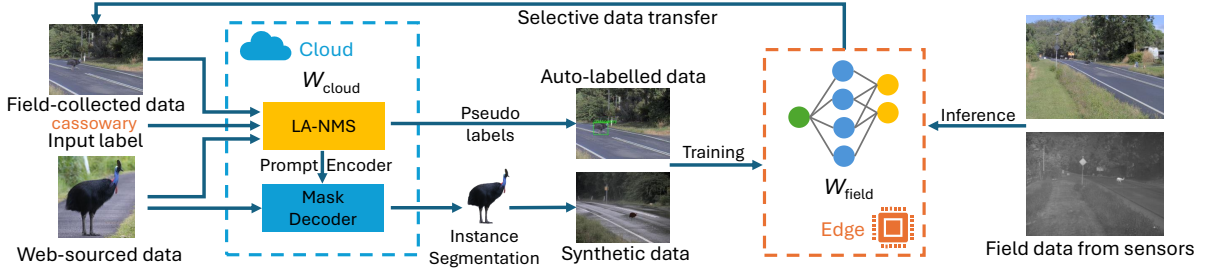 Selective data transfer
Cloud
W_cloud
Field-collected data
cassowary
Input label
LA-NMS
Prompt Encoder
Mask
Decoder
Web-sourced data
Pseudo
labels
Instance
Segmentation
Auto-labelled data
Synthetic data
Training
W_field
Edge
Inference
Field data from sensors